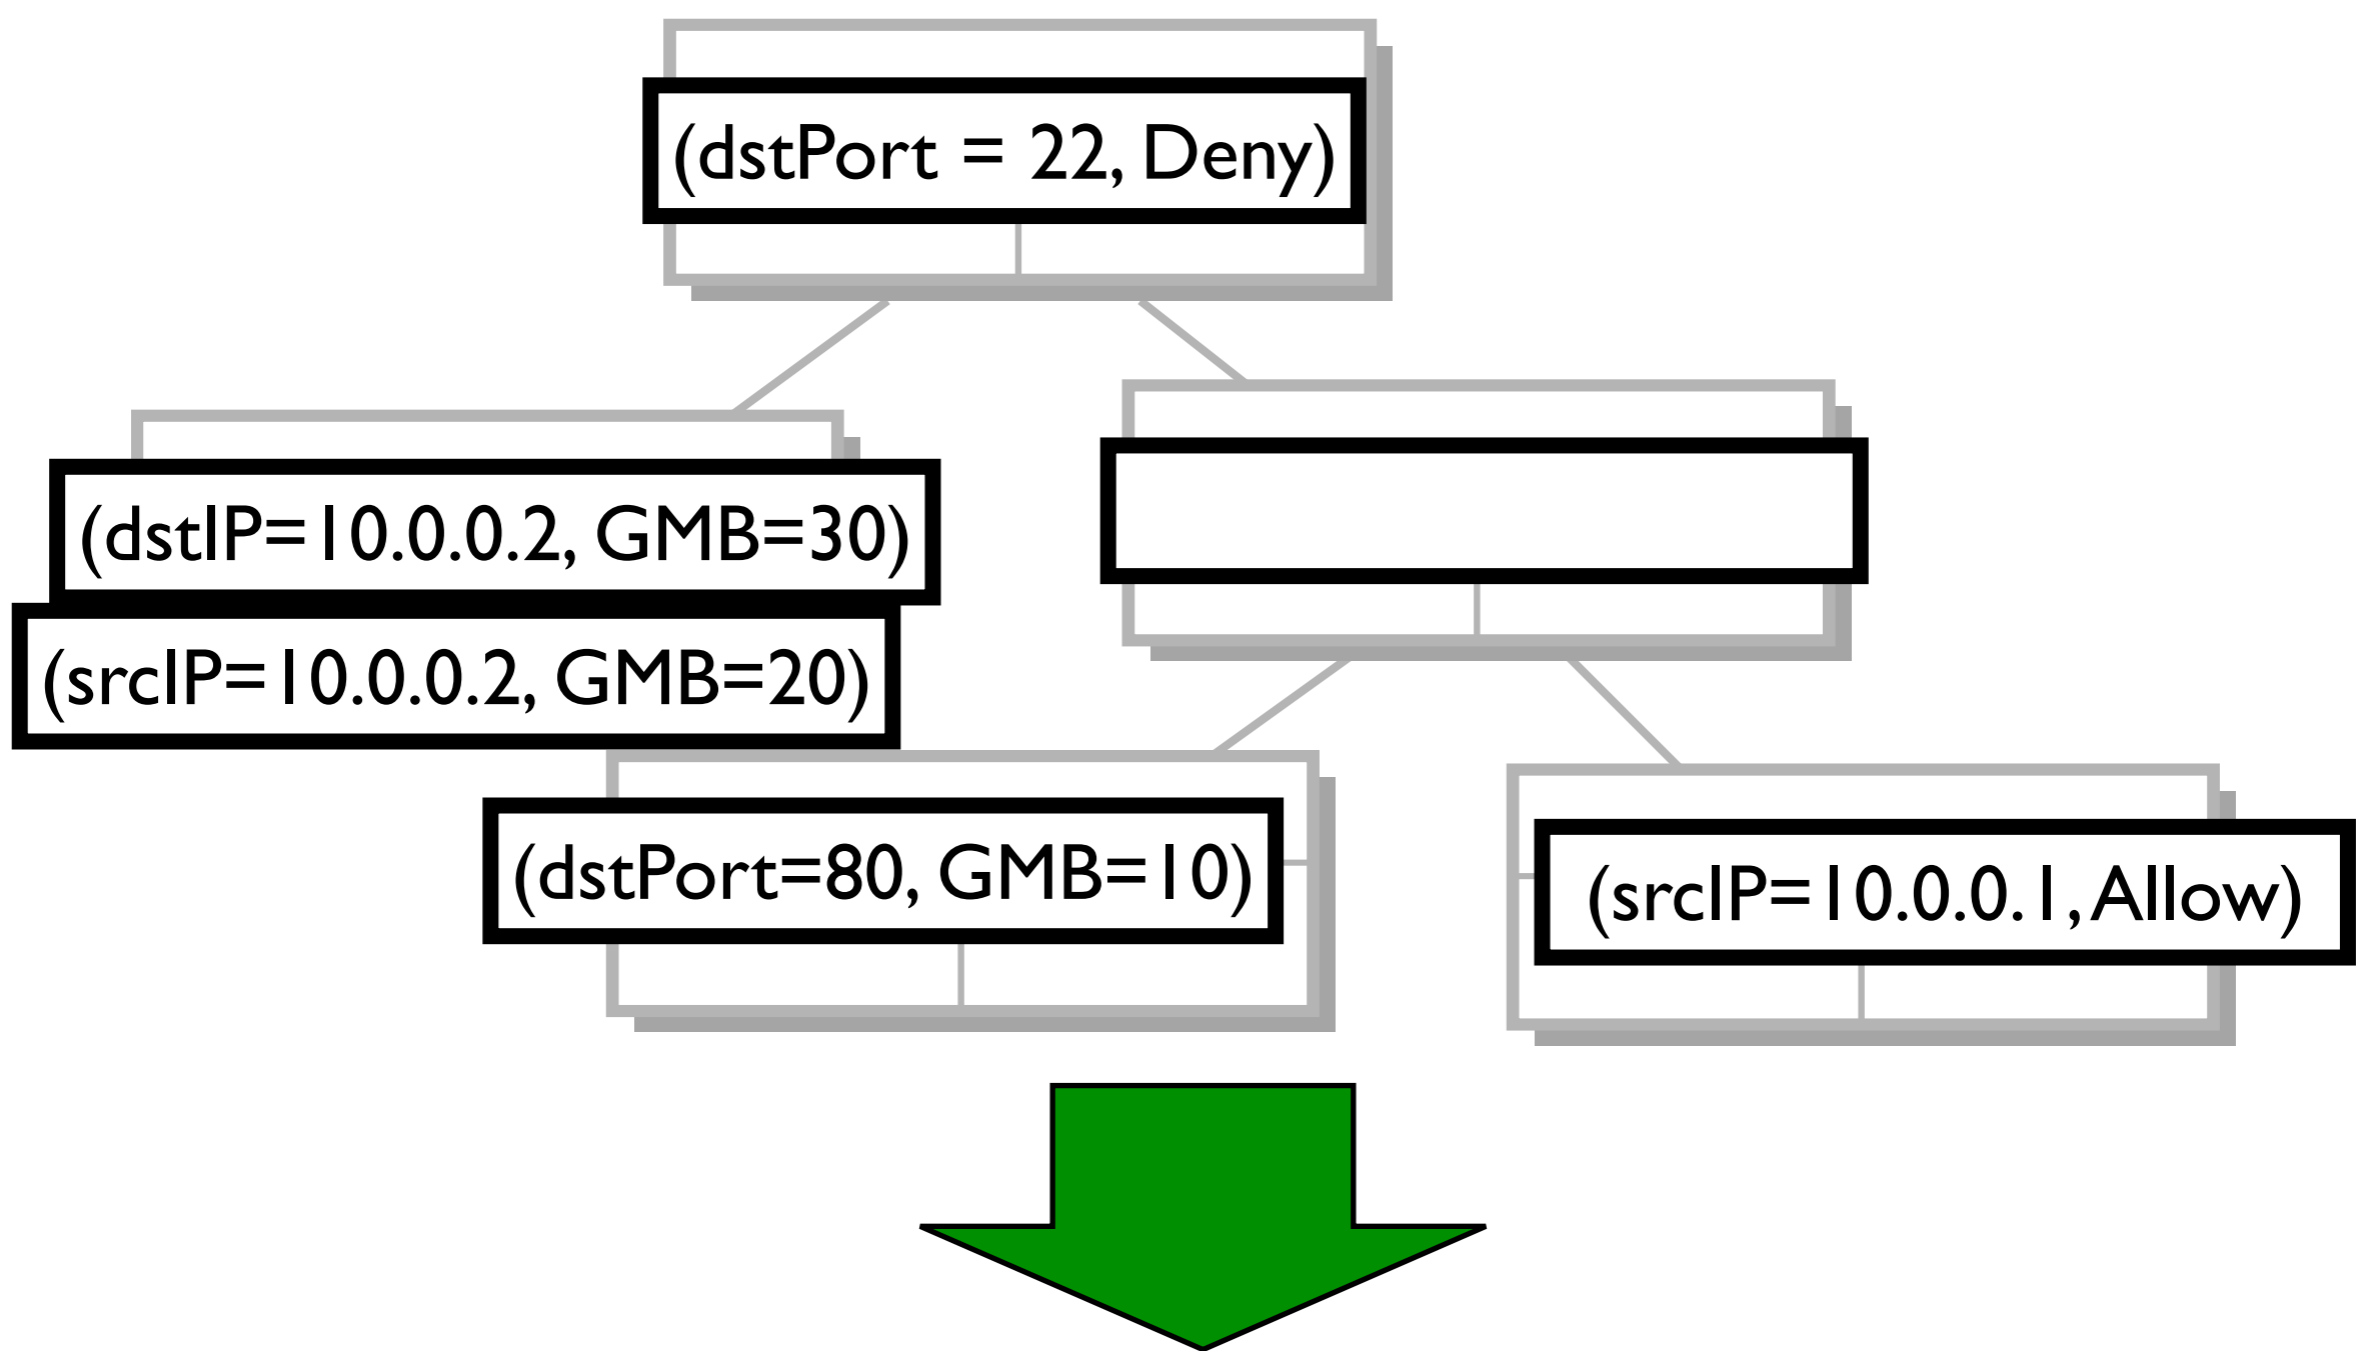 (dstPort = 22, Deny)
(dstIP=10.0.0.2, GMB=30)
(srcIP=10.0.0.2, GMB=20)
(dstPort=80, GMB=10)
(srcIP=10.0.0.1, Allow)